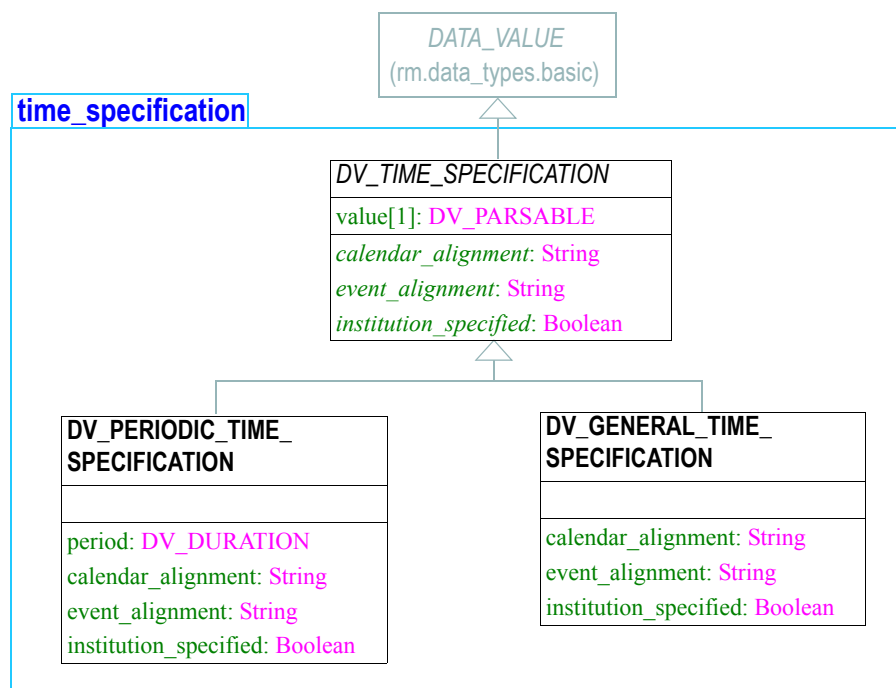 DATA_VALUE
(rm.data_types.basic)
time_specification
DV_TIME_SPECIFICATION
value[1]: DV_PARSABLE
calendar_alignment: String
event_alignment: String
institution_specified: Boolean
DV_PERIODIC_TIME_
SPECIFICATION
period: DV_DURATION
calendar_alignment: String
event_alignment: String
institution_specified: Boolean
DV_GENERAL_TIME_
SPECIFICATION
calendar_alignment: String
event_alignment: String
institution_specified: Boolean